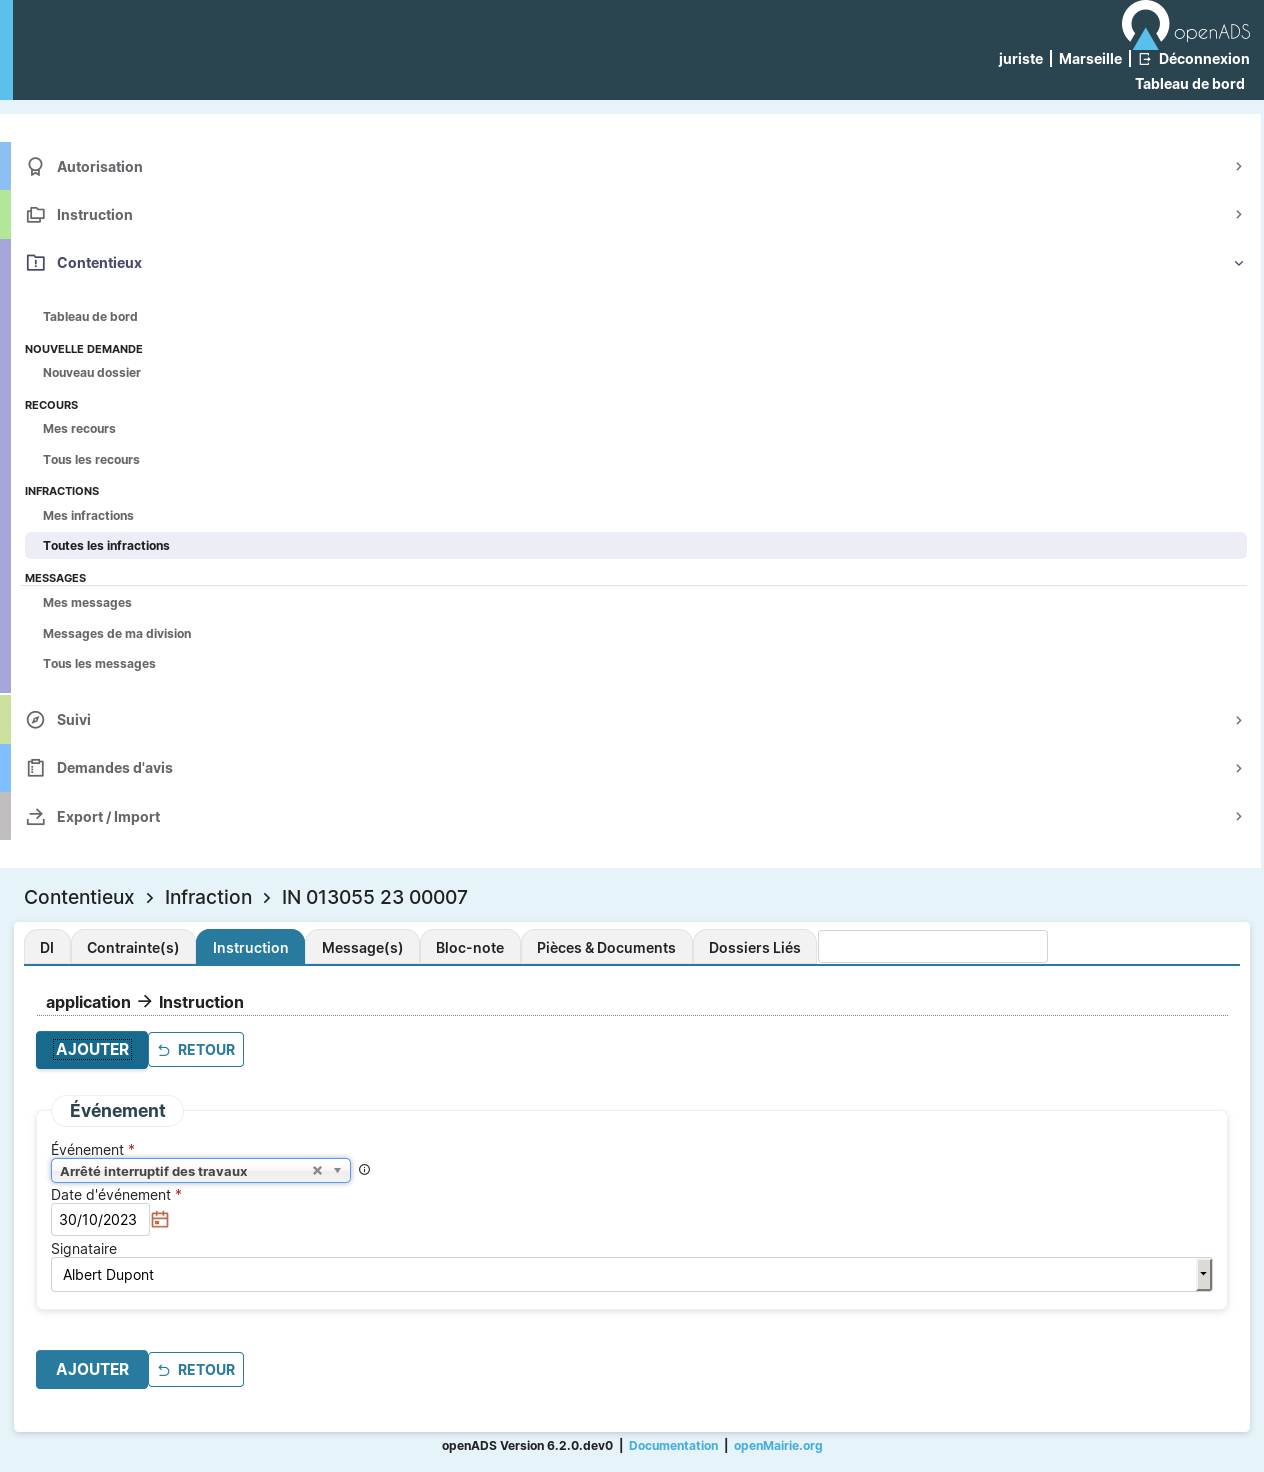 openADS
juriste | Marseille | Déconnexion
Tableau de bord
Autorisation
Instruction
Contentieux
Tableau de bord
NOUVELLE DEMANDE
Nouveau dossier
RECOURS
Mes recours
Tous les recours
INFRACTIONS
Mes infractions
Toutes les infractions
MESSAGES
Mes messages
Messages de ma division
Tous les messages
Suivi
Demandes d'avis
Export / Import
Contentieux > Infraction > IN 013055 23 00007
DI Contrainte(s) Instruction Message(s) Bloc-note Pièces & Documents Dossiers Liés
application → Instruction
AJOUTER RETOUR
Événement
Événement *
Arrêté interruptif des travaux
Date d'événement *
30/10/2023
Signataire
Albert Dupont
AJOUTER RETOUR
openADS Version 6.2.0.dev0 | Documentation | openMairie.org